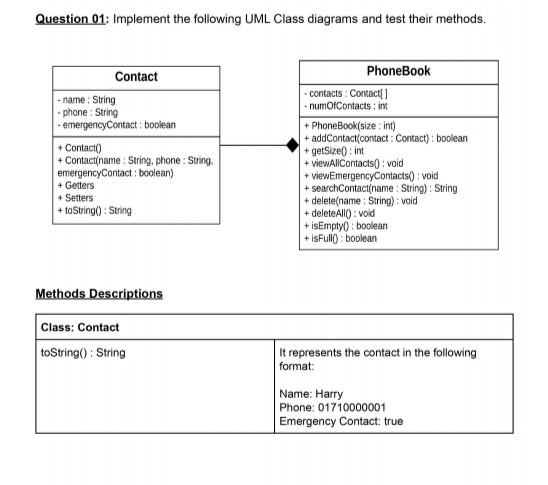 Question 01: Implement the following UML Class diagrams and test their methods.
Contact
- name : String
- phone : String
- emergencyContact : boolean
+ Contact()
+ Contact(name : String, phone : String,
emergencyContact : boolean)
+ Getters
+ Setters
+ toString() : String
PhoneBook
- contacts : Contact[ ]
- numOfContacts : int
+ PhoneBook(size : int)
+ addContact(contact : Contact) : boolean
+ getSize() : int
+ viewAllContacts() : void
+ viewEmergencyContacts() : void
+ searchContact(name : String) : String
+ delete(name : String) : void
+ deleteAll() : void
+ isEmpty() : boolean
+ isFull() : boolean
Methods Descriptions
Class: Contact
toString() : String
It represents the contact in the following
format:
Name: Harry
Phone: 01710000001
Emergency Contact: true